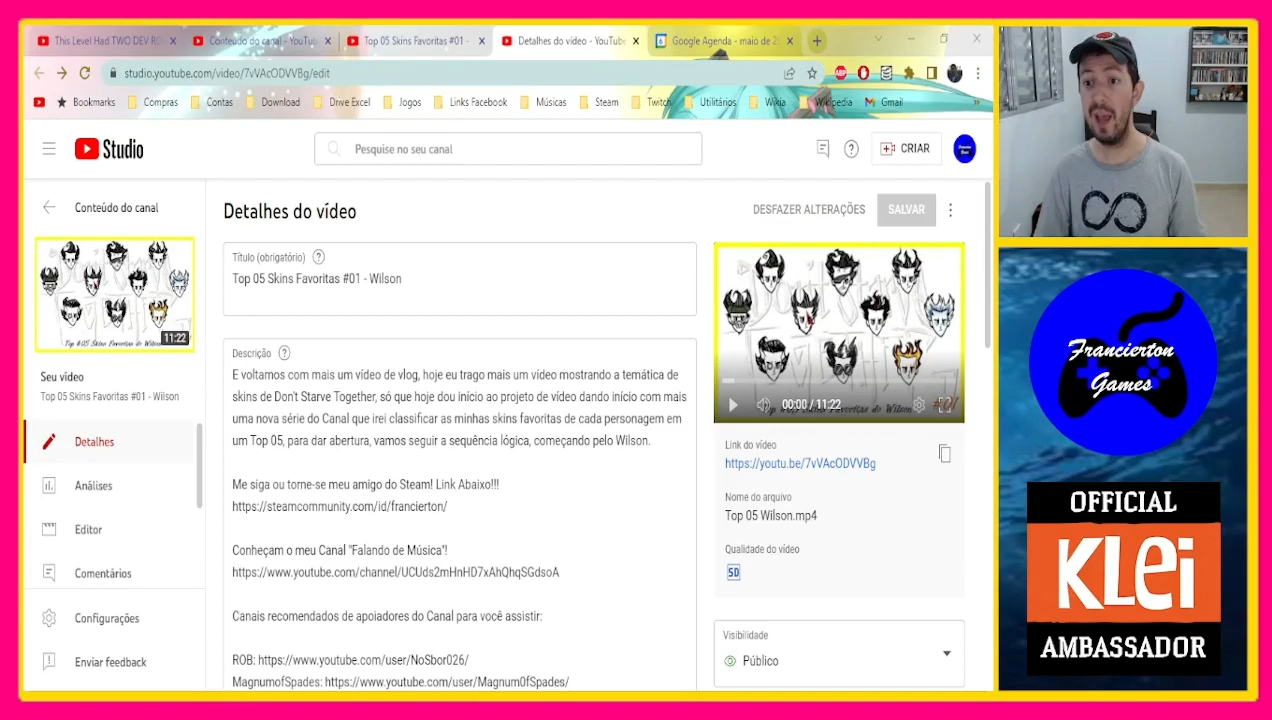 This Level Had TWO DEV RO
Conteúdo do canal - YouTube
Top 05 Skins Favoritas #01 -
Detalhes do vídeo - YouTube
Google Agenda - maio de 2
studio.youtube.com/video/7vVAcODVVBg/edit
Bookmarks
Compras
Contas
Download
Drive Excel
Jogos
Links Facebook
Músicas
Steam
Twitch
Utilitários
Wikia
Wikipedia
Gmail
Studio
Pesquise no seu canal
CRIAR
Conteúdo do canal
Detalhes do vídeo
DESFAZER ALTERAÇÕES
SALVAR
11:22
Top #05 Skins Favoritas do Wilson
Seu vídeo
Top 05 Skins Favoritas #01 - Wilson
Detalhes
Análises
Editor
Comentários
Configurações
Enviar feedback
Título (obrigatório)
Top 05 Skins Favoritas #01 - Wilson
Descrição
E voltamos com mais um vídeo de vlog, hoje eu trago mais um vídeo mostrando a temática de
skins de Don't Starve Together, só que hoje dou início ao projeto de vídeo dando início com mais
uma nova série do Canal que irei classificar as minhas skins favoritas de cada personagem em
um Top 05, para dar abertura, vamos seguir a sequência lógica, começando pelo Wilson.
Me siga ou torne-se meu amigo do Steam! Link Abaixo!!!
https://steamcommunity.com/id/francierton/
Conheçam o meu Canal "Falando de Música"!
https://www.youtube.com/channel/UCUds2mHnHD7xAhQhqSGdsoA
Canais recomendados de apoiadores do Canal para você assistir:
ROB: https://www.youtube.com/user/NoSbor026/
MagnumofSpades: https://www.youtube.com/user/Magnum0fSpades/
00:00 / 11:22
#01
Link do vídeo
https://youtu.be/7vVAcODVVBg
Nome do arquivo
Top 05 Wilson.mp4
Qualidade do vídeo
SD
Visibilidade
Público
Francierton
Games
OFFICIAL
KLei
AMBASSADOR